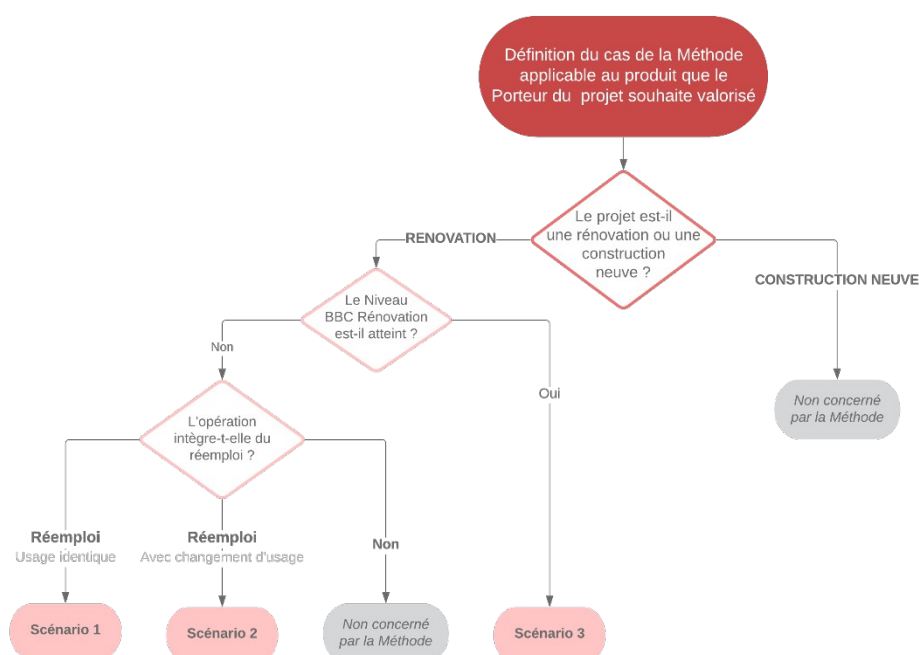 Définition du cas de la Méthode
applicable au produit que le
Porteur du projet souhaite valorisé
Le projet est-il
une rénovation ou une
construction
neuve ?
RENOVATION
CONSTRUCTION NEUVE
Le Niveau
BBC Rénovation
est-il atteint ?
Non
Oui
Non concerné
par la Méthode
L'opération
intègre-t-elle du
réemploi ?
Réemploi
Usage identique
Réemploi
Avec changement d'usage
Non
Scénario 1
Scénario 2
Non concerné
par la Méthode
Scénario 3